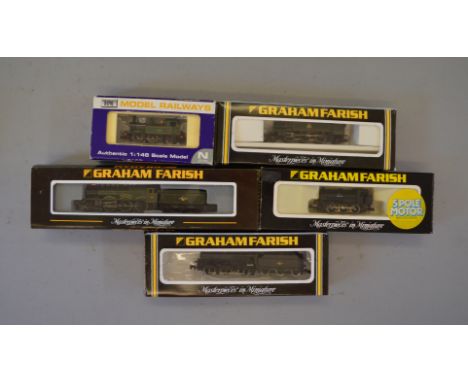 MODEL RAILWAYS
Authentic 1:148 Scale Model
N
GRAHAM FARISH
Masterpieces in Miniature
GRAHAM FARISH
Masterpieces in Miniature
GRAHAM FARISH
Masterpieces in Miniature
5 POLE
MOTOR
GRAHAM FARISH
Masterpieces in Miniature